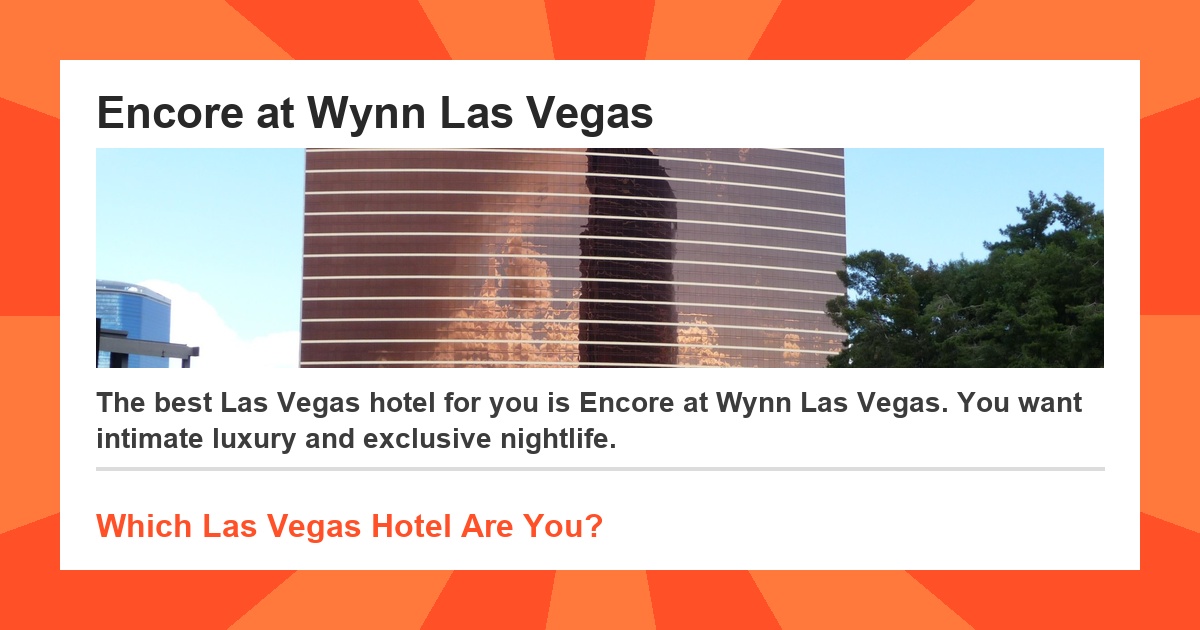 Encore at Wynn Las Vegas
The best Las Vegas hotel for you is Encore at Wynn Las Vegas. You want
intimate luxury and exclusive nightlife.
Which Las Vegas Hotel Are You?